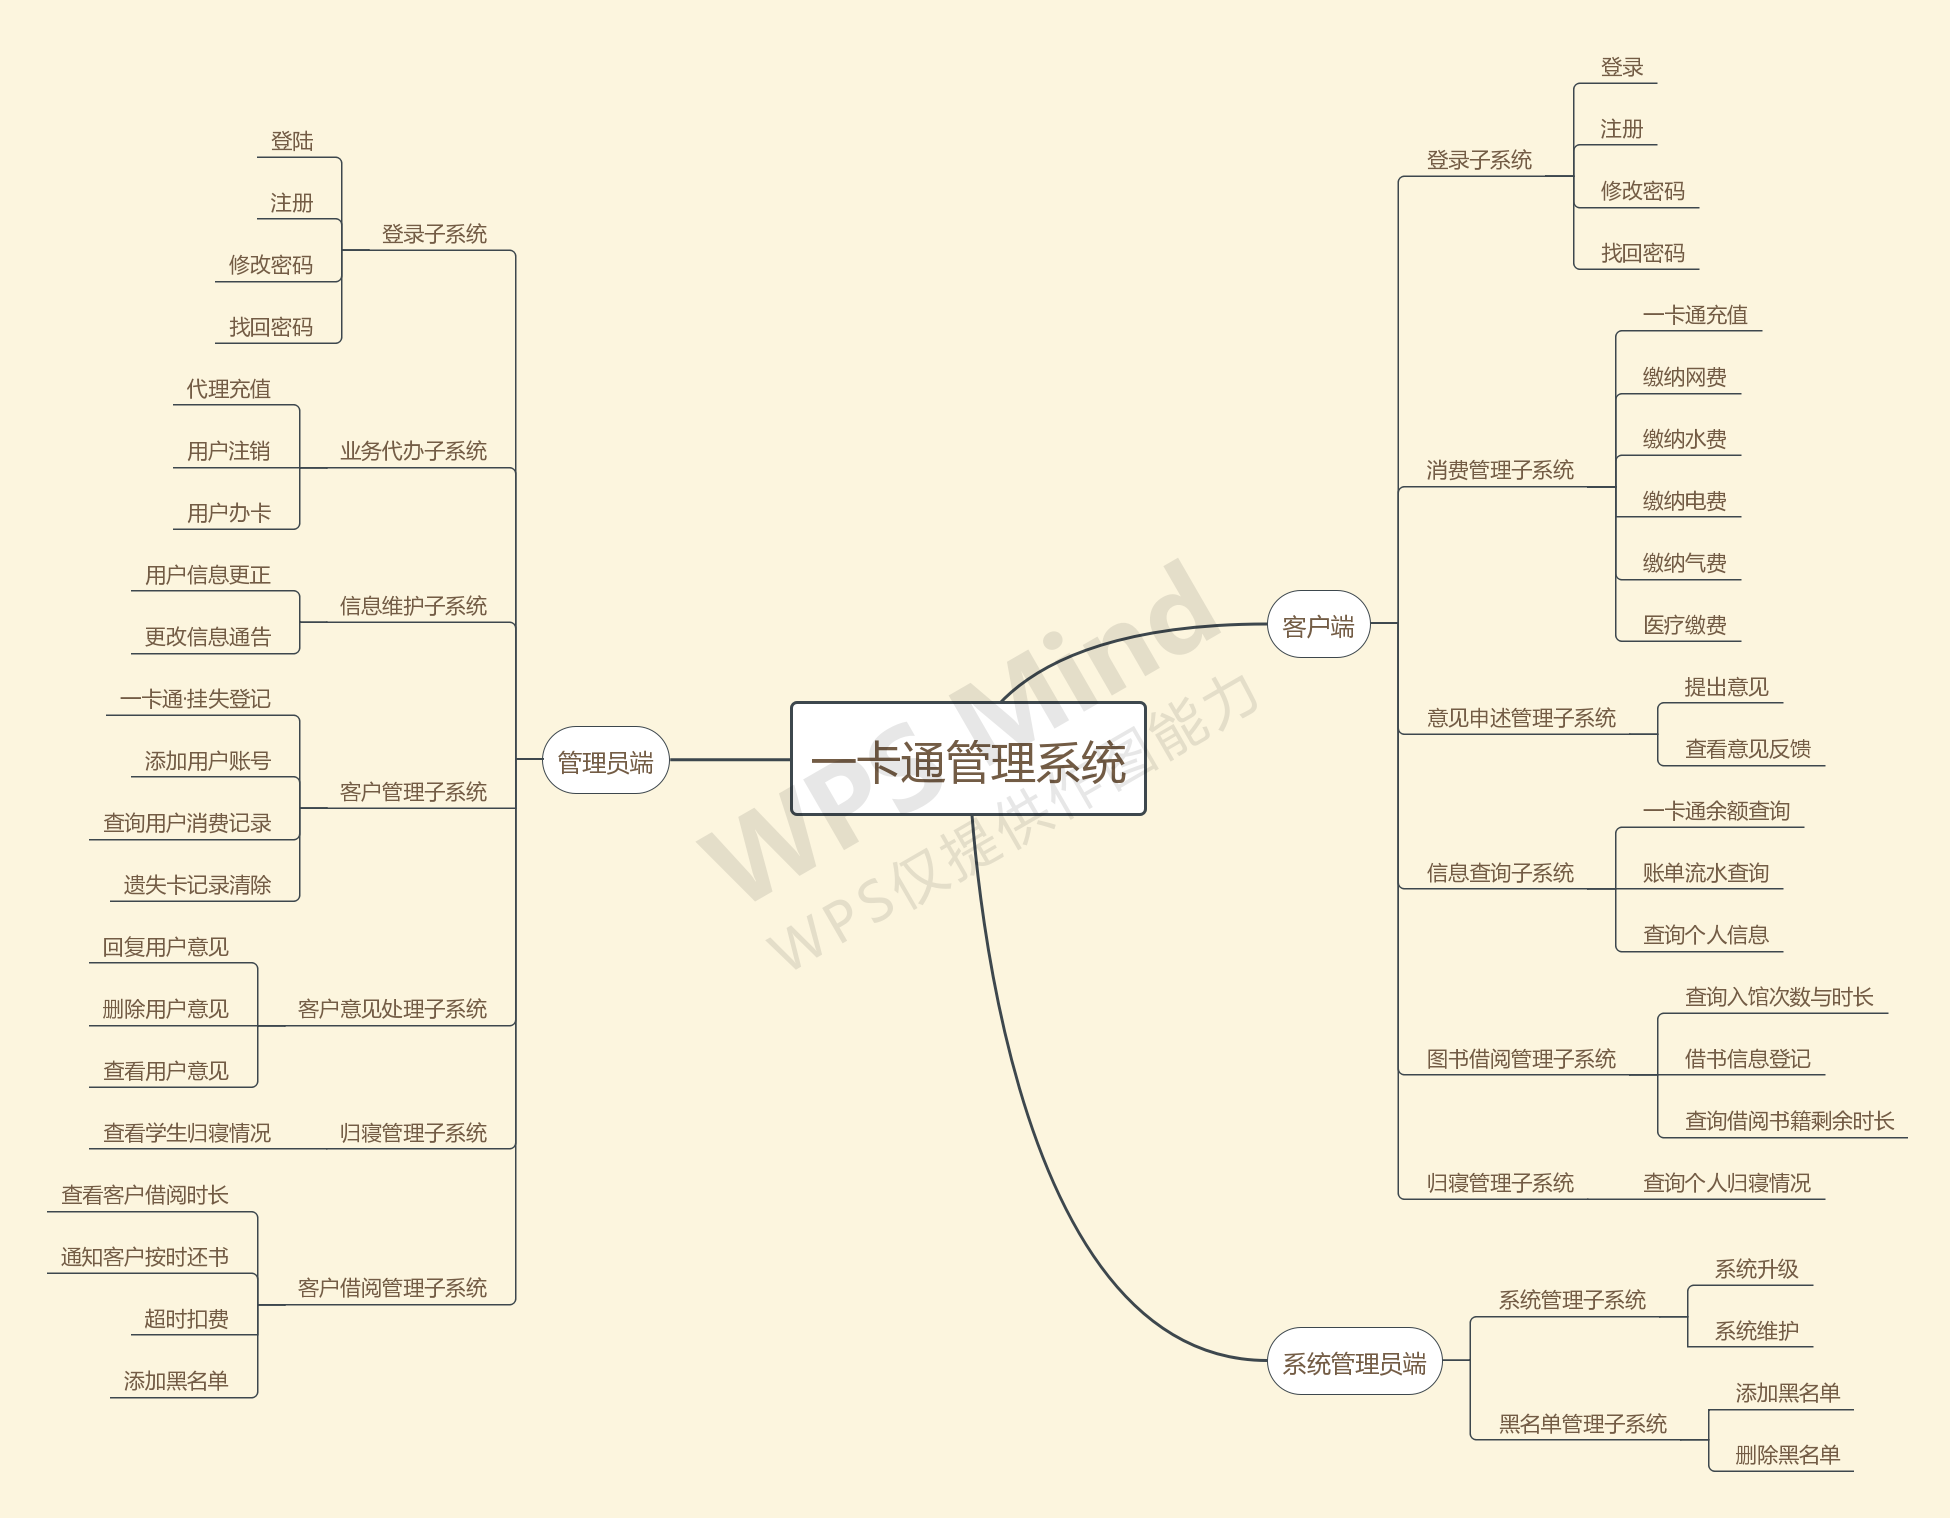 一卡通管理系统
客户端
登录子系统
登录
注册
修改密码
找回密码
消费管理子系统
一卡通充值
缴纳网费
缴纳水费
缴纳电费
缴纳气费
医疗缴费
意见申述管理子系统
提出意见
查看意见反馈
信息查询子系统
一卡通余额查询
账单流水查询
查询个人信息
图书借阅管理子系统
查询入馆次数与时长
借书信息登记
查询借阅书籍剩余时长
归寝管理子系统
查询个人归寝情况
系统管理员端
系统管理子系统
系统升级
系统维护
黑名单管理子系统
添加黑名单
删除黑名单
管理员端
登录子系统
登陆
注册
修改密码
找回密码
业务代办子系统
代理充值
用户注销
用户办卡
信息维护子系统
用户信息更正
更改信息通告
客户管理子系统
一卡通·挂失登记
添加用户账号
查询用户消费记录
遗失卡记录清除
客户意见处理子系统
回复用户意见
删除用户意见
查看用户意见
归寝管理子系统
查看学生归寝情况
客户借阅管理子系统
查看客户借阅时长
通知客户按时还书
超时扣费
添加黑名单
WPS Mind
WPS仅提供作图能力